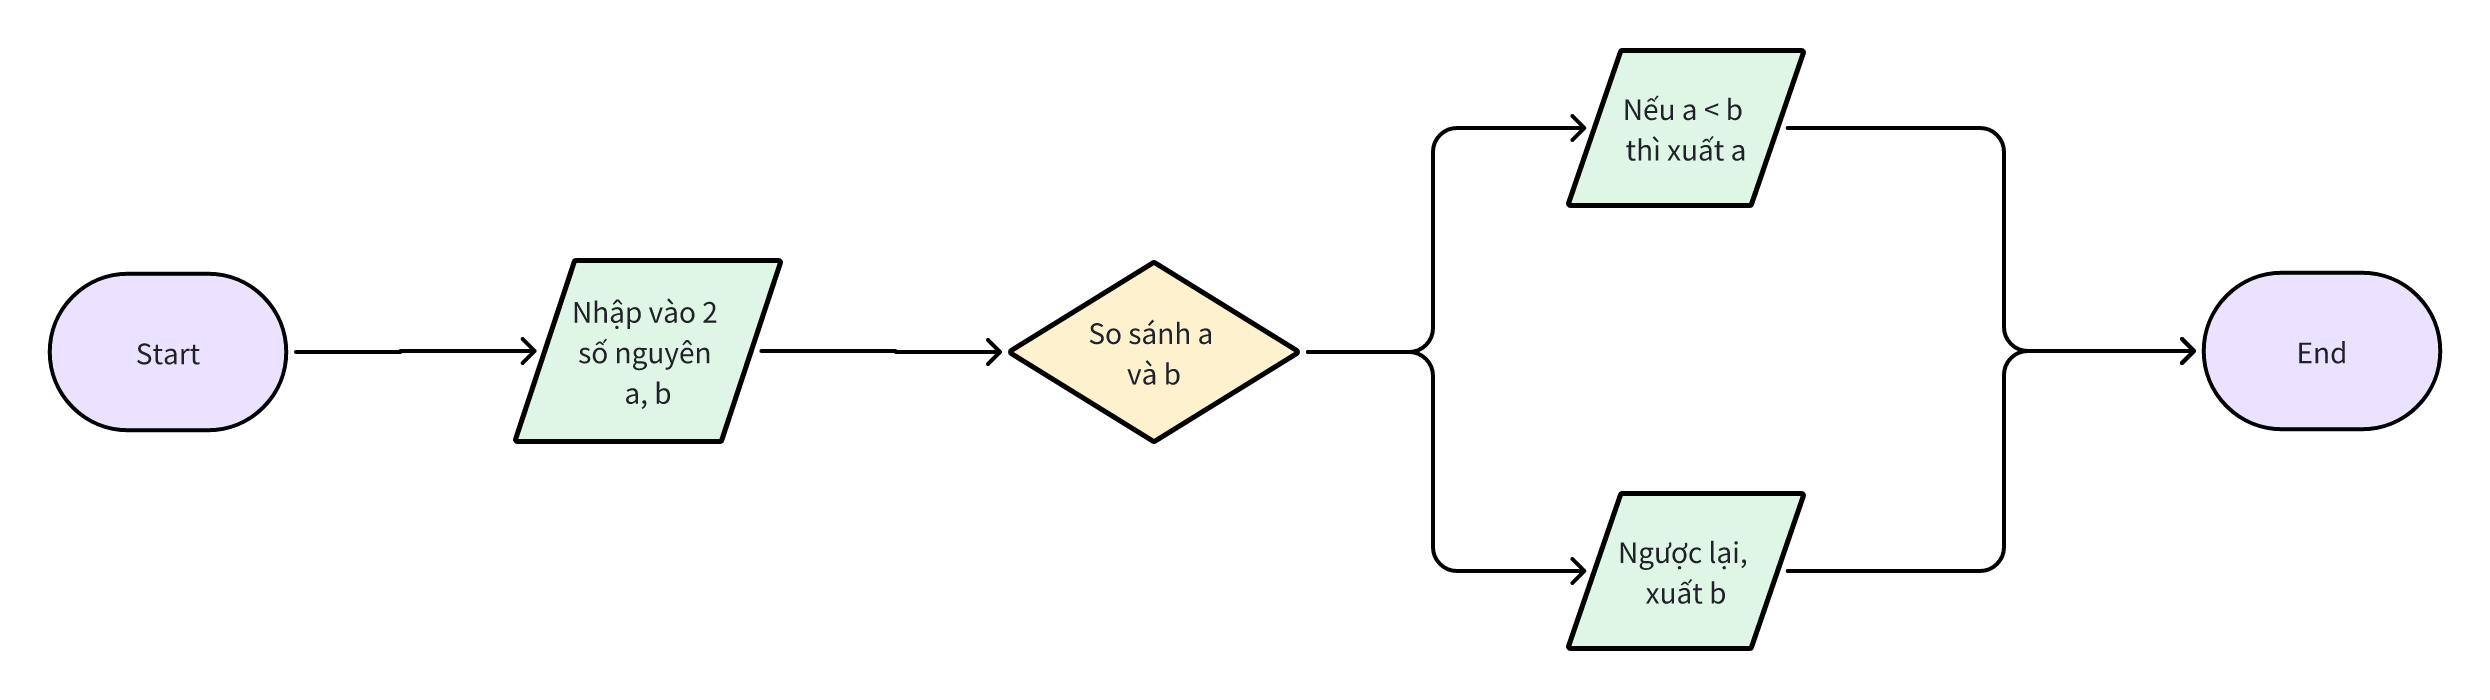 Start
Nhập vào 2
số nguyên
a, b
So sánh a
và b
Nếu a < b
thì xuất a
Ngược lại,
xuất b
End